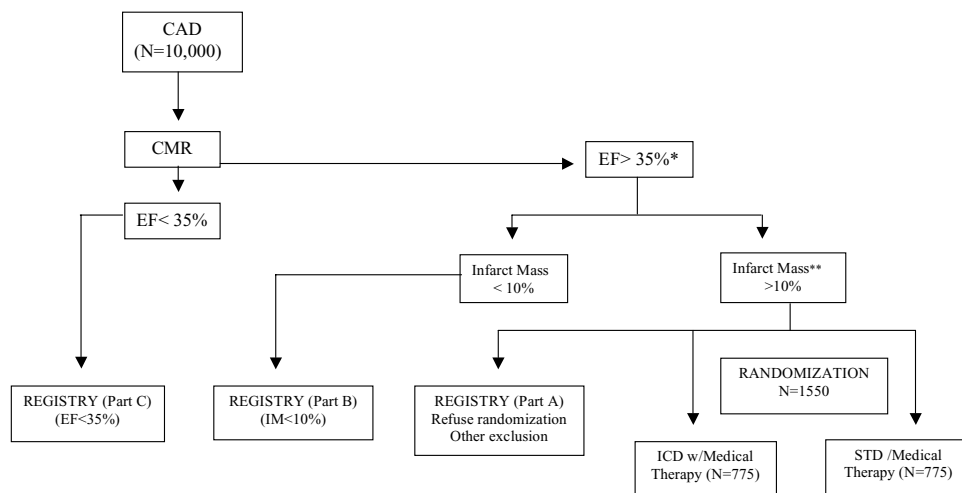 CAD
(N=10,000)
CMR
EF> 35%*
EF< 35%
Infarct Mass
< 10%
Infarct Mass**
>10%
RANDOMIZATION
N=1550
REGISTRY (Part C)
(EF<35%)
REGISTRY (Part B)
(IM<10%)
REGISTRY (Part A)
Refuse randomization
Other exclusion
ICD w/Medical
Therapy (N=775)
STD /Medical
Therapy (N=775)